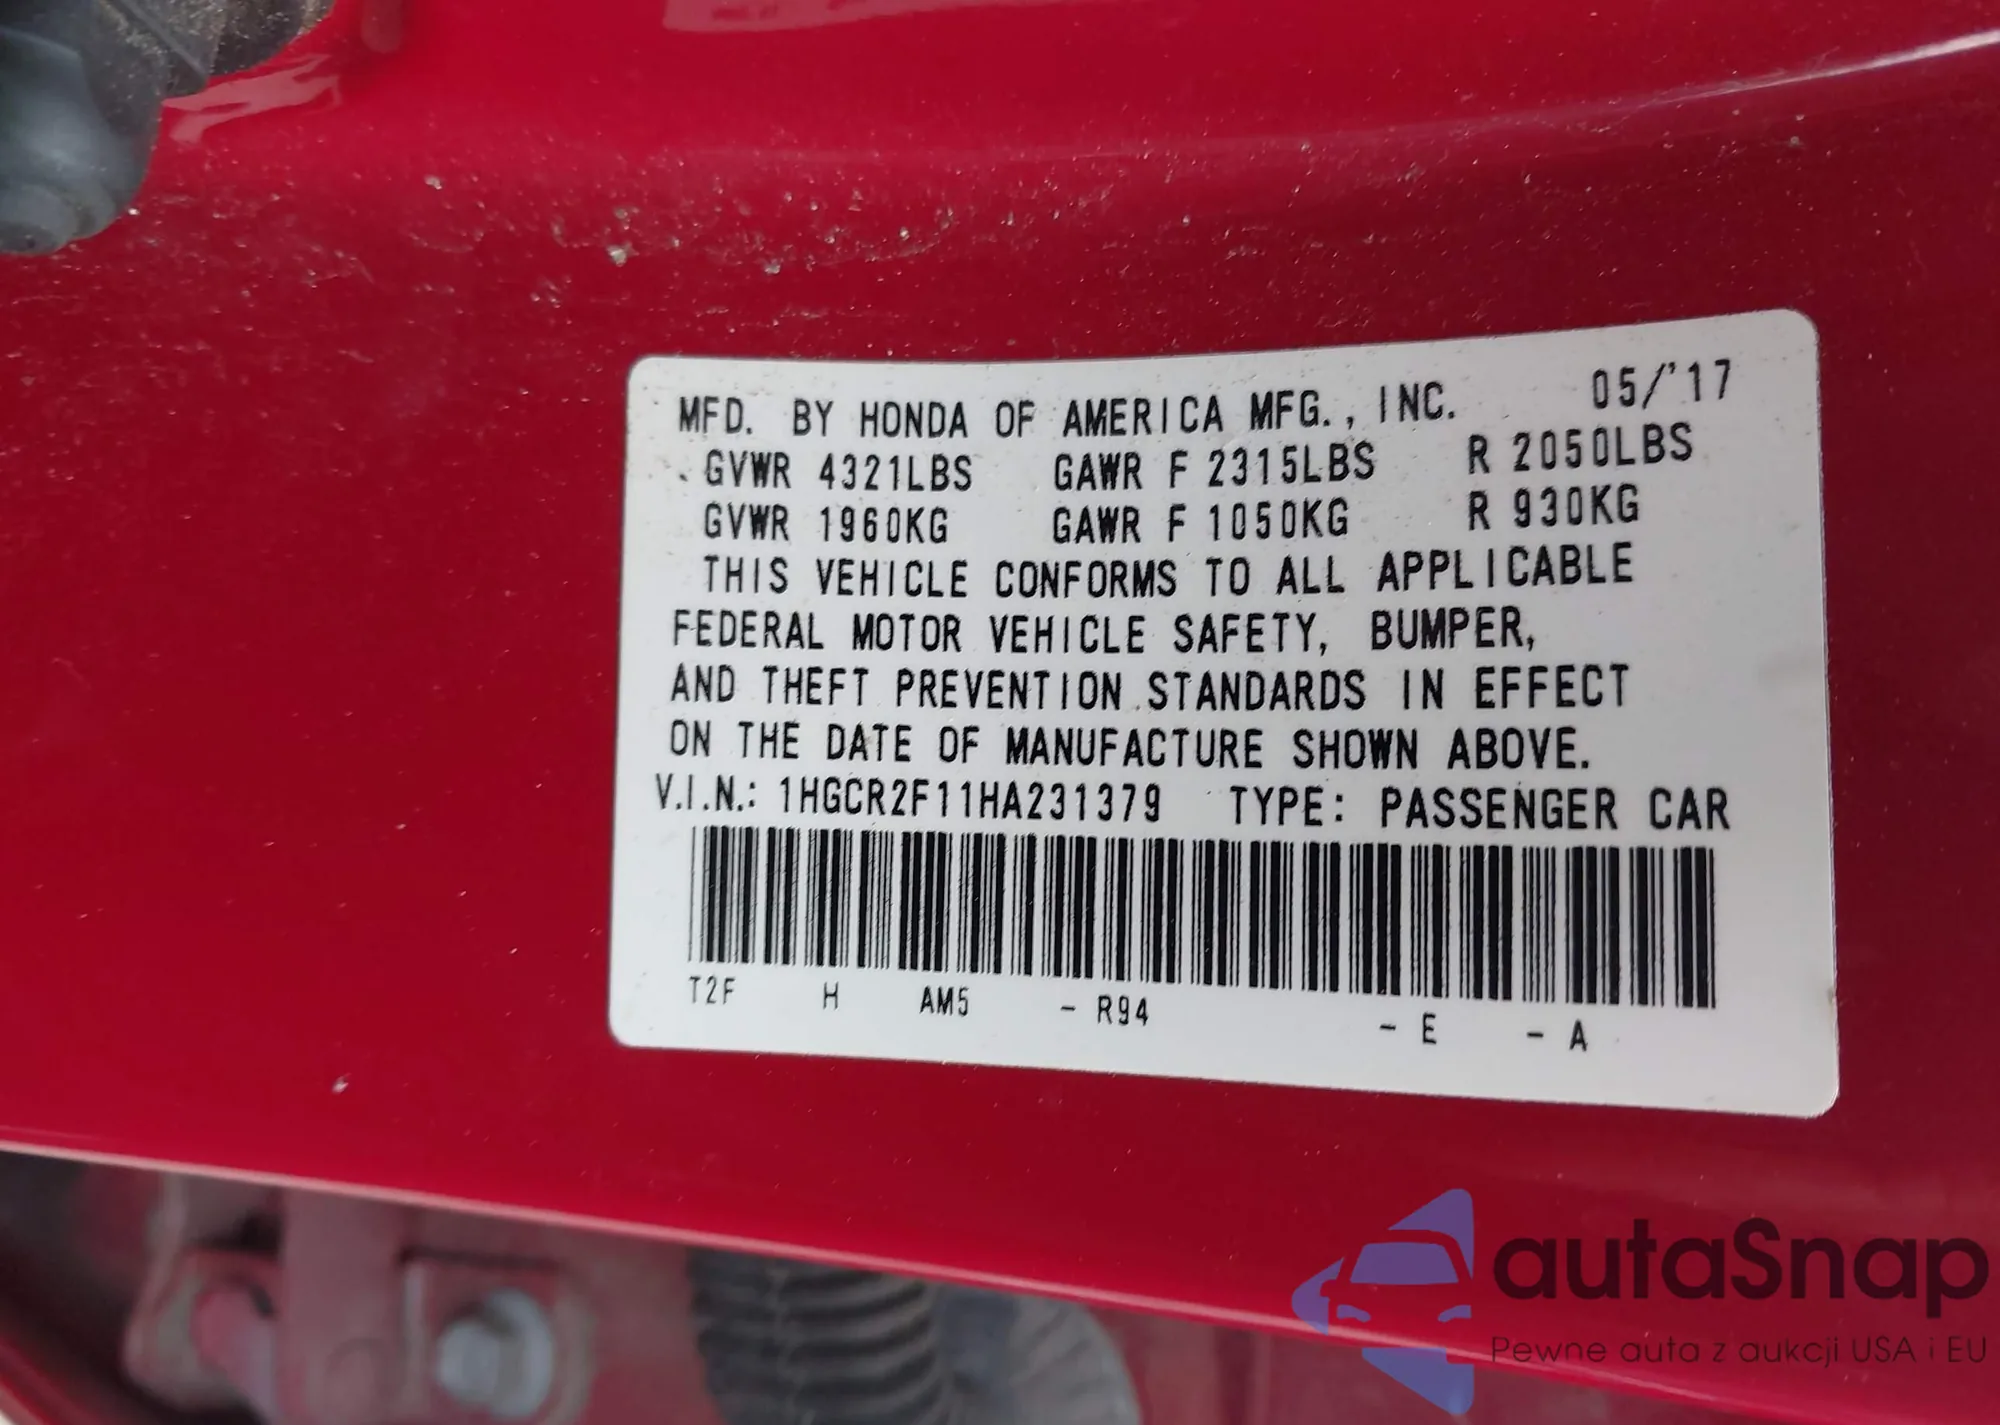 MFD. BY HONDA OF AMERICA MFG., INC. 05/'17
GVWR 4321LBS GAWR F 2315LBS R 2050LBS
GVWR 1960KG GAWR F 1050KG R 930KG
THIS VEHICLE CONFORMS TO ALL APPLICABLE
FEDERAL MOTOR VEHICLE SAFETY, BUMPER,
AND THEFT PREVENTION STANDARDS IN EFFECT
ON THE DATE OF MANUFACTURE SHOWN ABOVE.
V.I.N.: 1HGCR2F11HA231379 TYPE: PASSENGER CAR
T2F H AM5 - R94 - E - A
autaSnap
Pewne auta z aukcji USA i EU